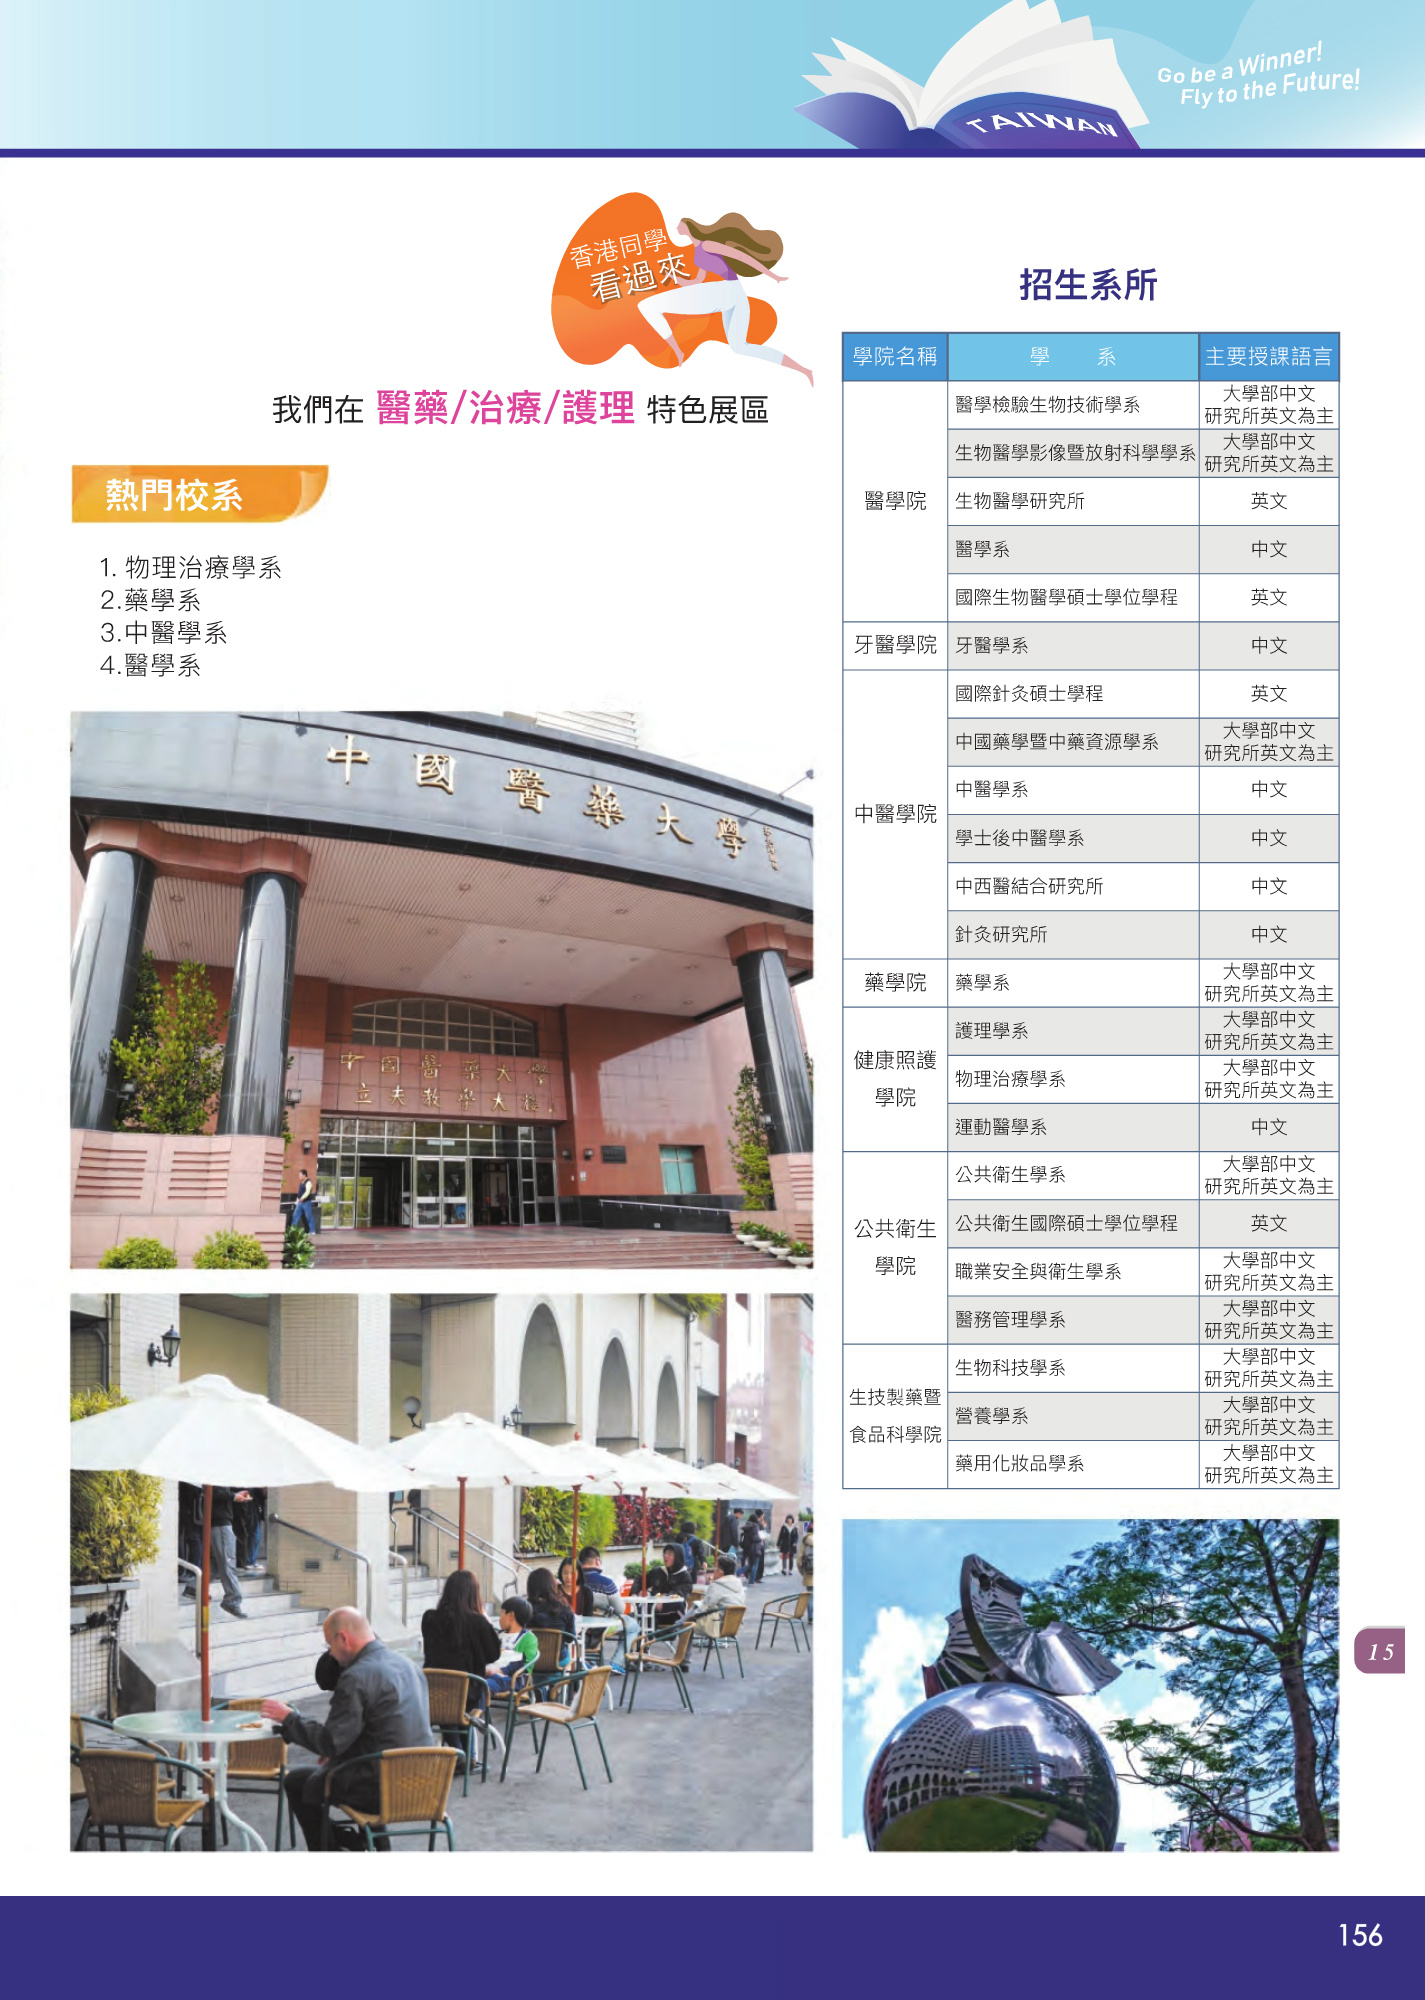 Go be a Winner!
Fly to the Future!
TAIWAN
香港同學
看過來
我們在 醫藥/治療/護理 特色展區
熱門校系
1. 物理治療學系
2.藥學系
3.中醫學系
4.醫學系
中國醫藥大學
中國醫藥大學
立夫教學大樓
招生系所
學院名稱 學 系 主要授課語言
醫學院
醫學檢驗生物技術學系 大學部中文
研究所英文為主
生物醫學影像暨放射科學學系 大學部中文
研究所英文為主
生物醫學研究所 英文
醫學系 中文
國際生物醫學碩士學位學程 英文
牙醫學院 牙醫學系 中文
中醫學院
國際針灸碩士學程 英文
中國藥學暨中藥資源學系 大學部中文
研究所英文為主
中醫學系 中文
學士後中醫學系 中文
中西醫結合研究所 中文
針灸研究所 中文
藥學院 藥學系 大學部中文
研究所英文為主
健康照護
學院
護理學系 大學部中文
研究所英文為主
物理治療學系 大學部中文
研究所英文為主
運動醫學系 中文
公共衛生
學院
公共衛生學系 大學部中文
研究所英文為主
公共衛生國際碩士學位學程 英文
職業安全與衛生學系 大學部中文
研究所英文為主
醫務管理學系 大學部中文
研究所英文為主
生技製藥暨
食品科學院
生物科技學系 大學部中文
研究所英文為主
營養學系 大學部中文
研究所英文為主
藥用化妝品學系 大學部中文
研究所英文為主
15
156